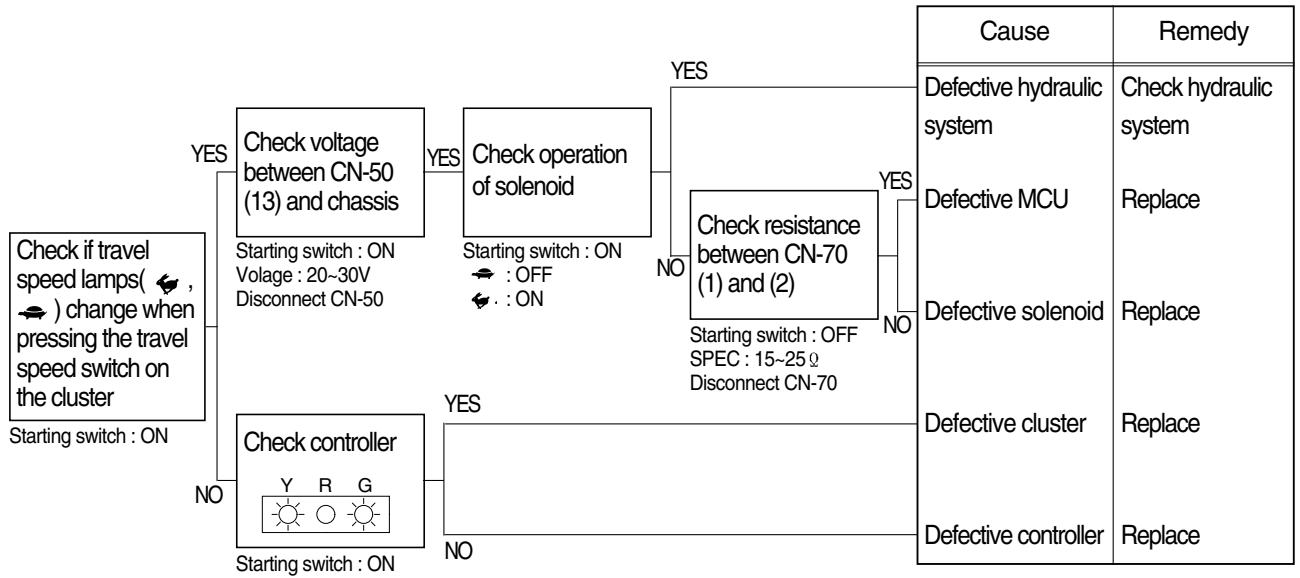 Check if travel
speed lamps( ,
) change when
pressing the travel
speed switch on
the cluster
Starting switch : ON
YES
Check voltage
between CN-50
(13) and chassis
Starting switch : ON
Volage : 20~30V
Disconnect CN-50
YES
Check operation
of solenoid
Starting switch : ON
: OFF
: ON
YES
NO
Check resistance
between CN-70
(1) and (2)
Starting switch : OFF
SPEC : 15~25 Ω
Disconnect CN-70
YES
NO
NO
Check controller
Y R G
Starting switch : ON
YES
NO
Cause Remedy
Defective hydraulic Check hydraulic
system system
Defective MCU Replace
Defective solenoid Replace
Defective cluster Replace
Defective controller Replace